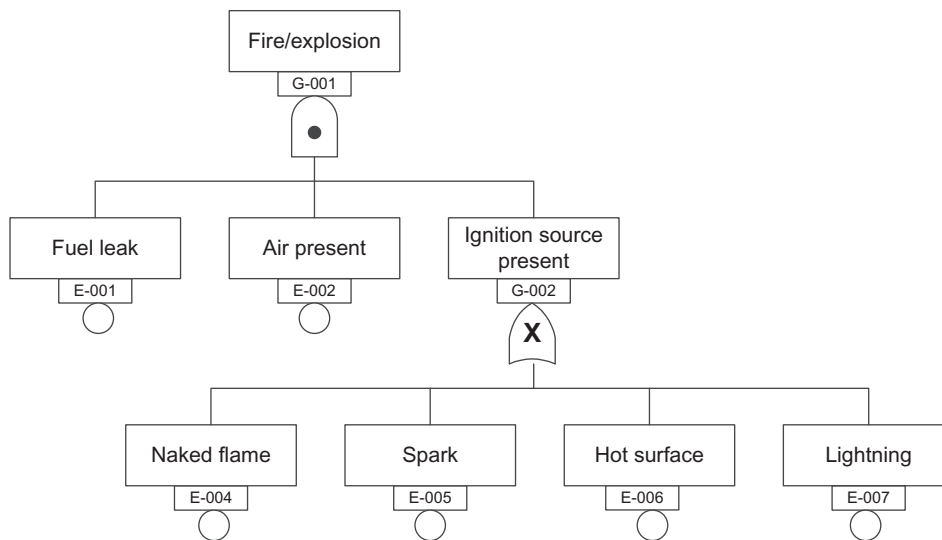 Fire/explosion
G-001
Fuel leak
Air present
Ignition source
present
E-001
E-002
G-002
X
Naked flame
Spark
Hot surface
Lightning
E-004
E-005
E-006
E-007